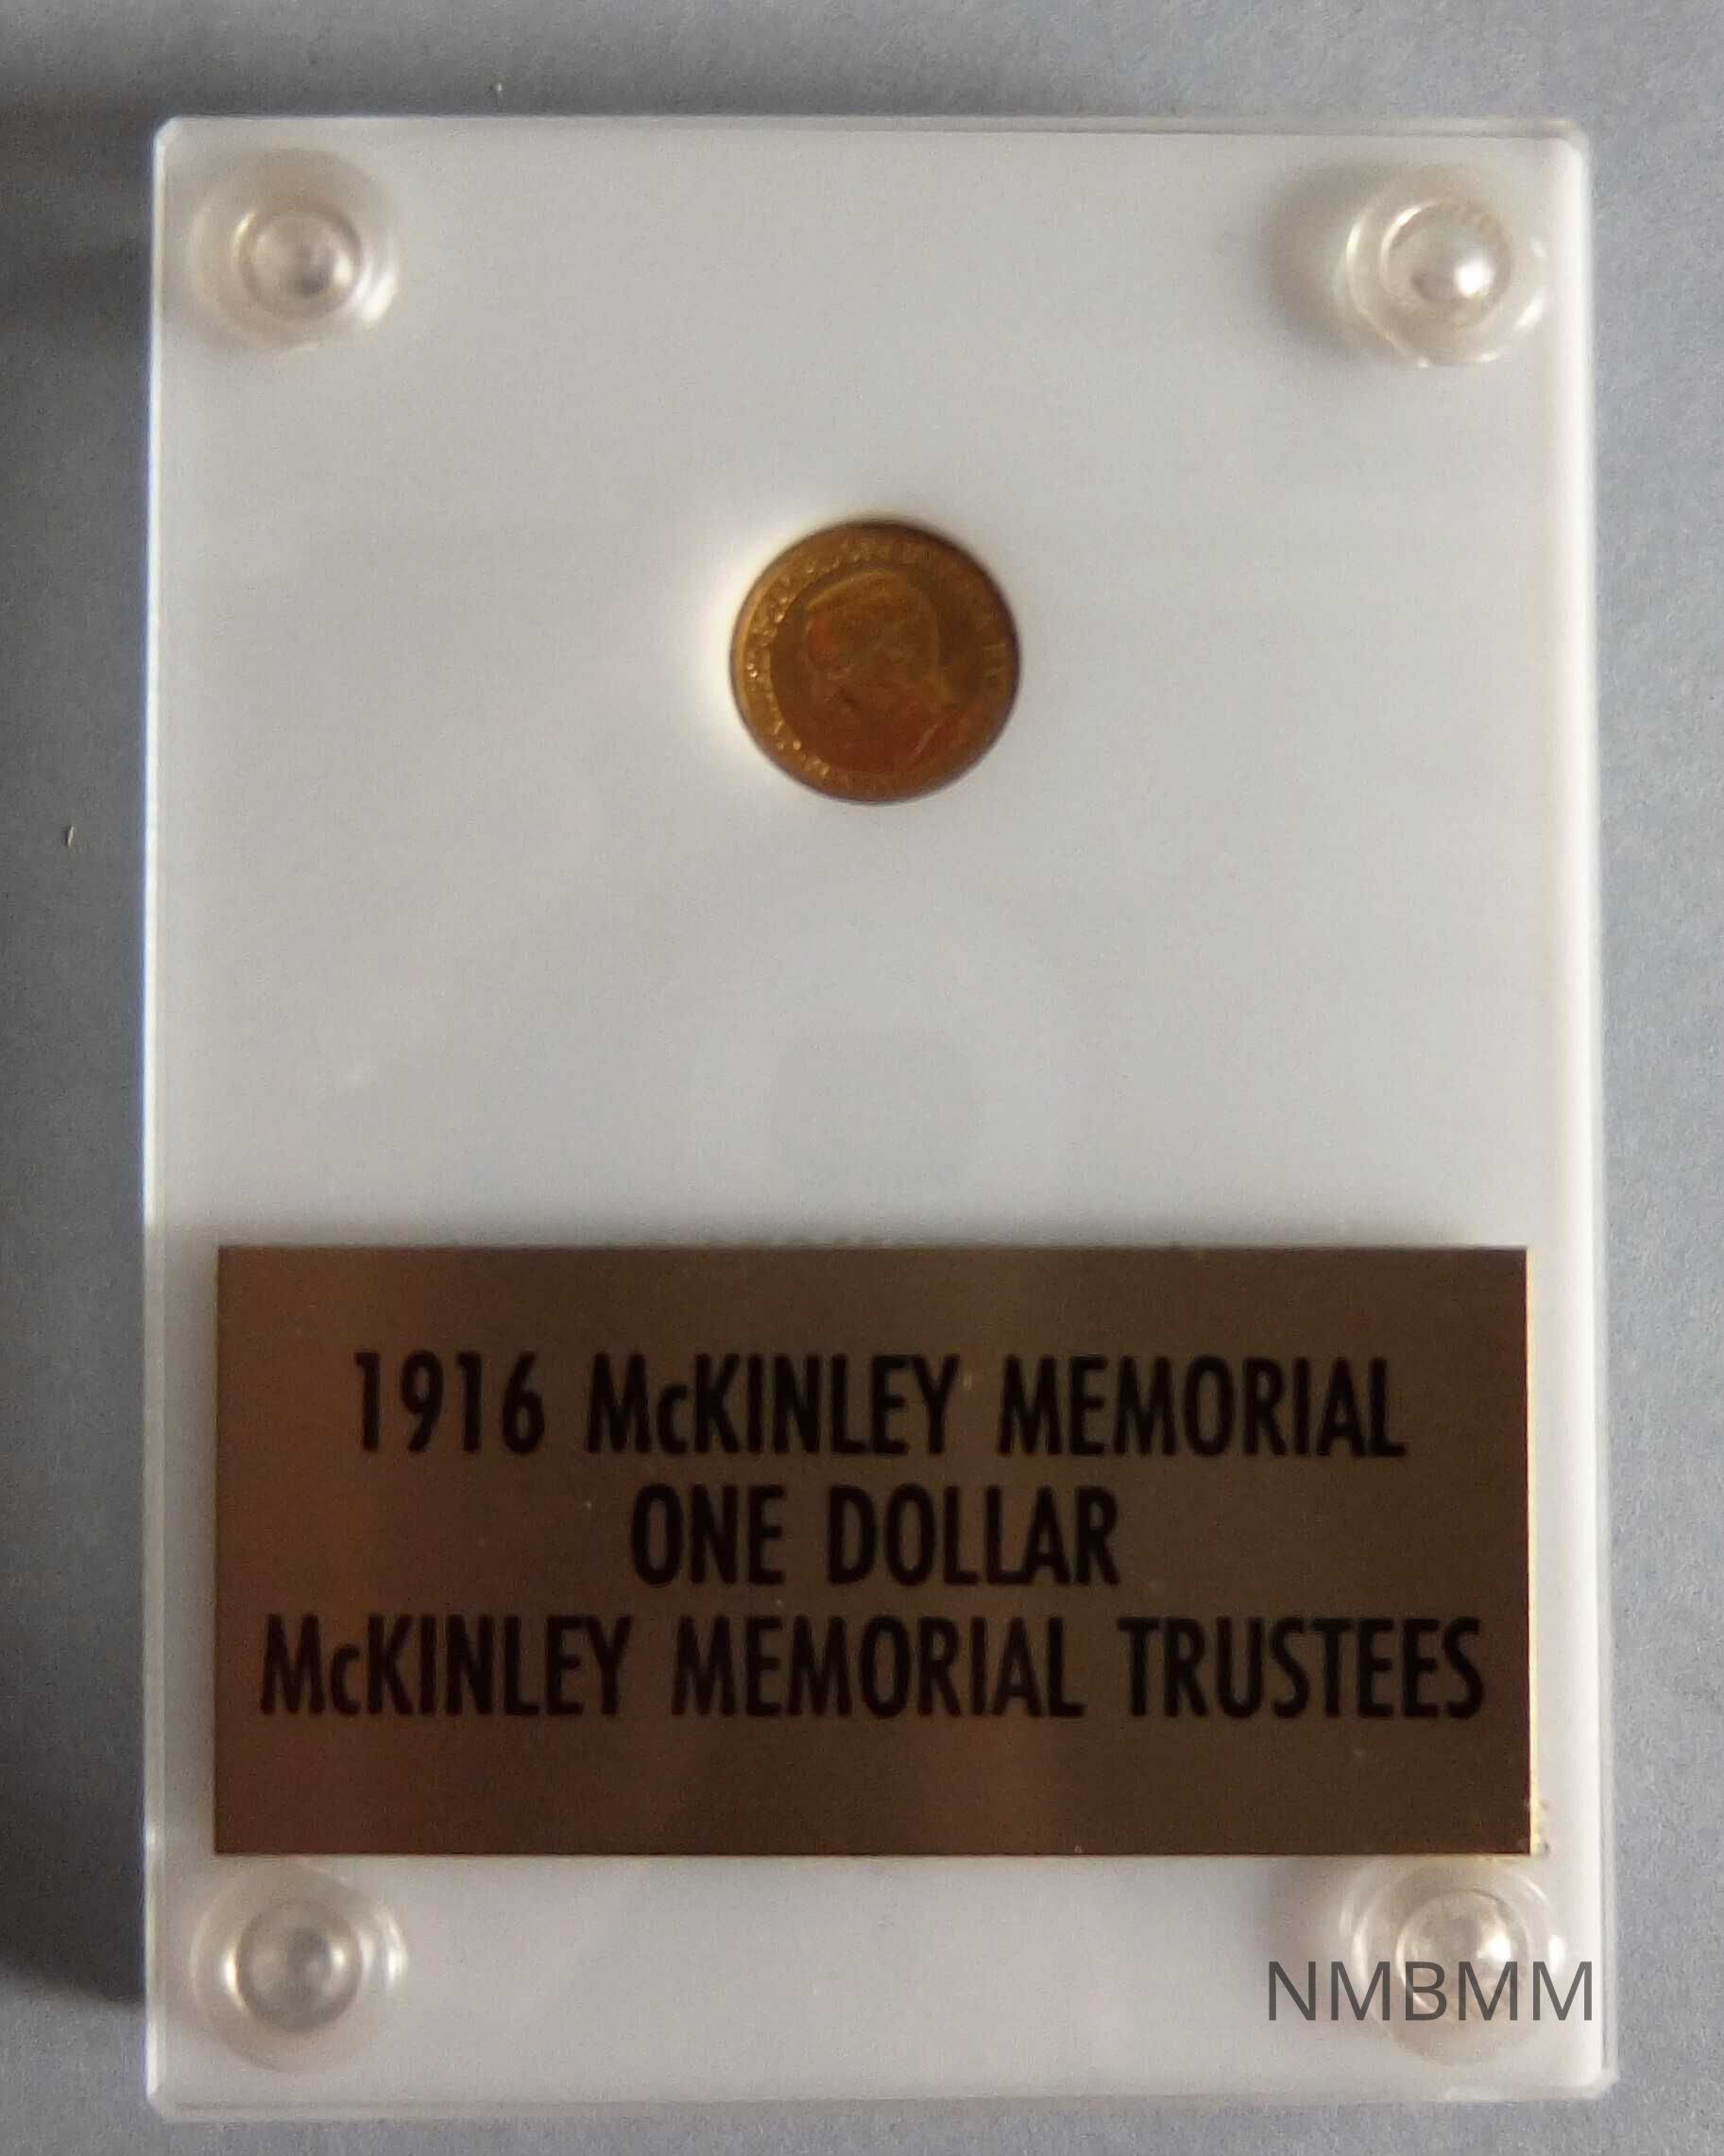 1916 McKINLEY MEMORIAL
ONE DOLLAR
McKINLEY MEMORIAL TRUSTEES
NMBMM